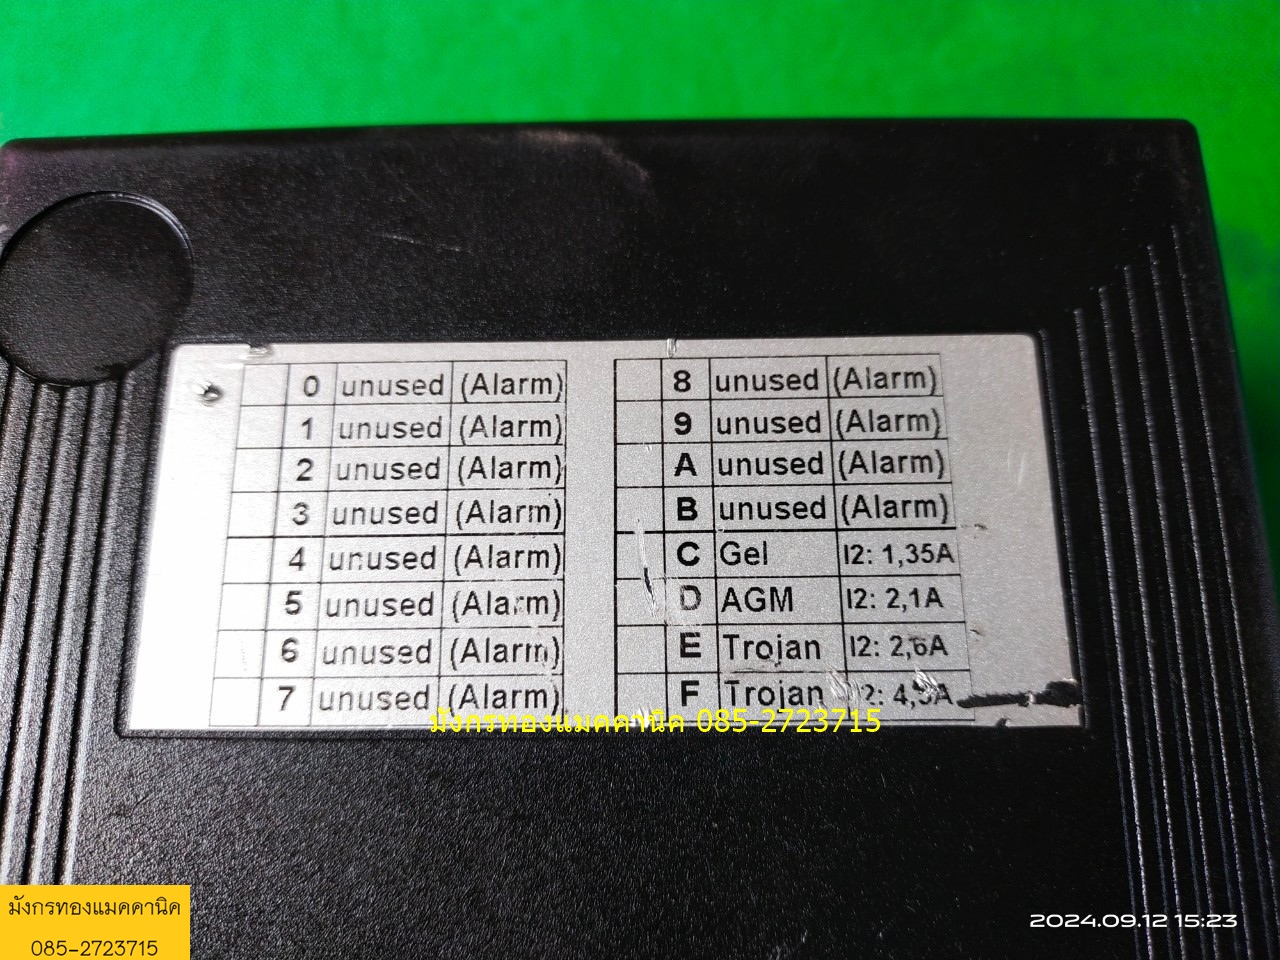 0 unused (Alarm)
1 unused (Alarm)
2 unused (Alarm)
3 unused (Alarm)
4 unused (Alarm)
5 unused (Alarm)
6 unused (Alarm)
7 unused (Alarm)
8 unused (Alarm)
9 unused (Alarm)
A unused (Alarm)
B unused (Alarm)
C Gel I2: 1,35A
D AGM I2: 2,1A
E Trojan I2: 2,6A
F Trojan
มังกรทองแมคคานิค 085-2723715
มังกรทองแมคคานิค
085-2723715
2024.09.12 15:23